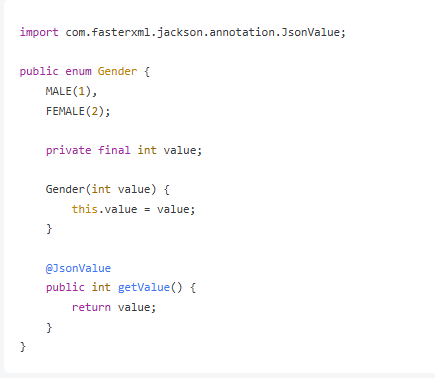 import com.fasterxml.jackson.annotation.JsonValue;
public enum Gender {
    MALE(1),
    FEMALE(2);
    private final int value;
    Gender(int value) {
        this.value = value;
    }
    @JsonValue
    public int getValue() {
        return value;
    }
}